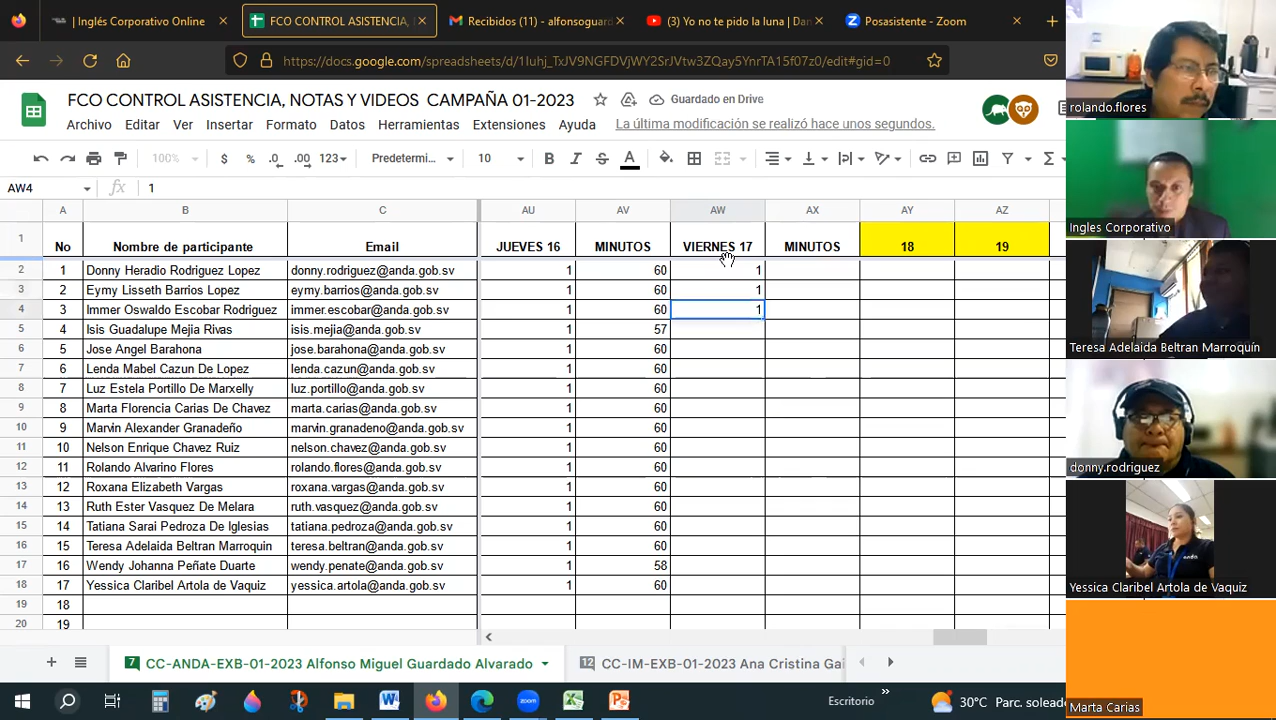 | Inglés Corporativo Online
FCO CONTROL ASISTENCIA,
Recibidos (11) - alfonsoguard
(3) Yo no te pido la luna | Dan
Posasistente - Zoom
https://docs.google.com/spreadsheets/d/1Iuhj_TxJV9NGFDVjWY2SrJVtw3ZQay5YnrTA15f07z0/edit#gid=0
FCO CONTROL ASISTENCIA, NOTAS Y VIDEOS CAMPAÑA 01-2023
Guardado en Drive
Archivo Editar Ver Insertar Formato Datos Herramientas Extensiones Ayuda La última modificación se realizó hace unos segundos.
100% $ % .0 .00 123 Predetermi... 10 B I S A
AW4 fx 1
A B C AU AV AW AX AY AZ
1 No Nombre de participante Email JUEVES 16 MINUTOS VIERNES 17 MINUTOS 18 19
2 1 Donny Heradio Rodriguez Lopez donny.rodriguez@anda.gob.sv 1 60 1
3 2 Eymy Lisseth Barrios Lopez eymy.barrios@anda.gob.sv 1 60 1
4 3 Immer Oswaldo Escobar Rodriguez immer.escobar@anda.gob.sv 1 60 1
5 4 Isis Guadalupe Mejia Rivas isis.mejia@anda.gob.sv 1 57
6 5 Jose Angel Barahona jose.barahona@anda.gob.sv 1 60
7 6 Lenda Mabel Cazun De Lopez lenda.cazun@anda.gob.sv 1 60
8 7 Luz Estela Portillo De Marxelly luz.portillo@anda.gob.sv 1 60
9 8 Marta Florencia Carias De Chavez marta.carias@anda.gob.sv 1 60
10 9 Marvin Alexander Granadeño marvin.granadeno@anda.gob.sv 1 60
11 10 Nelson Enrique Chavez Ruiz nelson.chavez@anda.gob.sv 1 60
12 11 Rolando Alvarino Flores rolando.flores@anda.gob.sv 1 60
13 12 Roxana Elizabeth Vargas roxana.vargas@anda.gob.sv 1 60
14 13 Ruth Ester Vasquez De Melara ruth.vasquez@anda.gob.sv 1 60
15 14 Tatiana Sarai Pedroza De Iglesias tatiana.pedroza@anda.gob.sv 1 60
16 15 Teresa Adelaida Beltran Marroquin teresa.beltran@anda.gob.sv 1 60
17 16 Wendy Johanna Peñate Duarte wendy.penate@anda.gob.sv 1 58
18 17 Yessica Claribel Artola de Vaquiz yessica.artola@anda.gob.sv 1 60
19 18
20 19
7 CC-ANDA-EXB-01-2023 Alfonso Miguel Guardado Alvarado
12 CC-IM-EXB-01-2023 Ana Cristina Gai
Escritorio
30°C Parc. soleado
rolando.flores
Ingles Corporativo
Teresa Adelaida Beltran Marroquín
donny.rodriguez
Yessica Claribel Artola de Vaquiz
Marta Carias